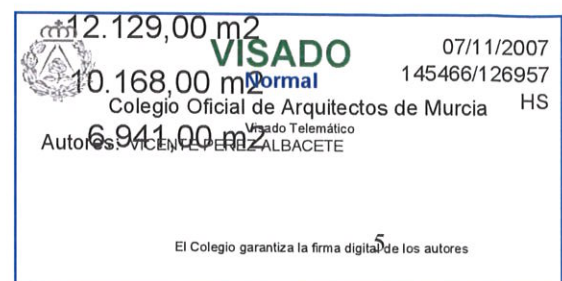 12.129,00 m2
VISADO
07/11/2007
10.168,00 m2
Normal
145466/126957
Colegio Oficial de Arquitectos de Murcia
HS
Visado Telemático
6.941,00 m2
Autores: VICENTE PEREZ ALBACETE
El Colegio garantiza la firma digital de los autores
5